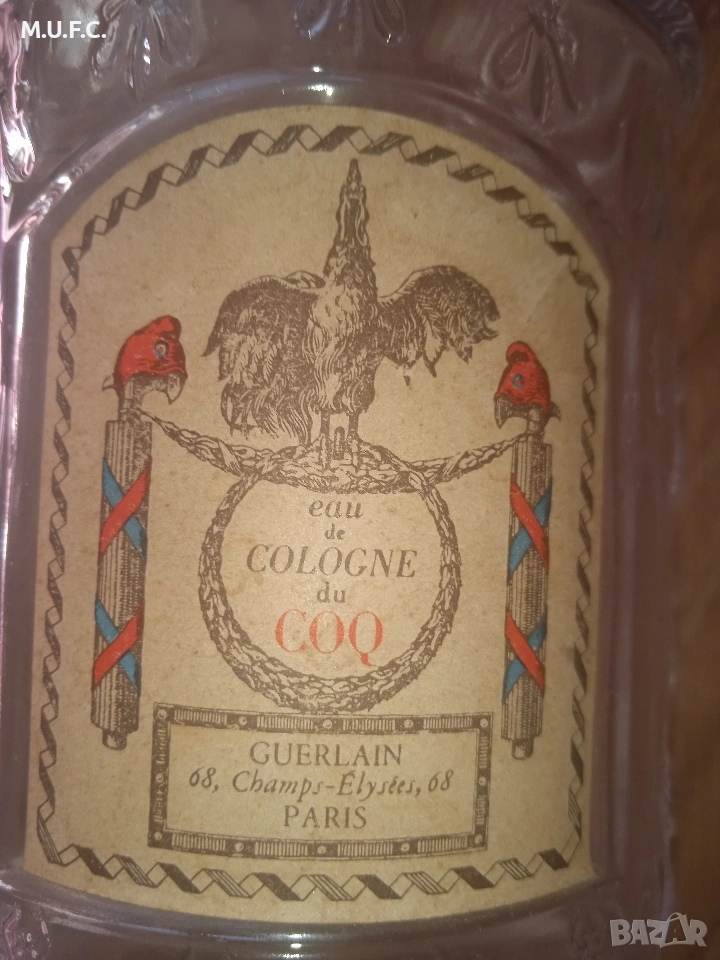 M.U.F.C.
eau
de
COLOGNE
du
COQ
GUERLAIN
68, Champs-Élysées, 68
PARIS
BAZAR